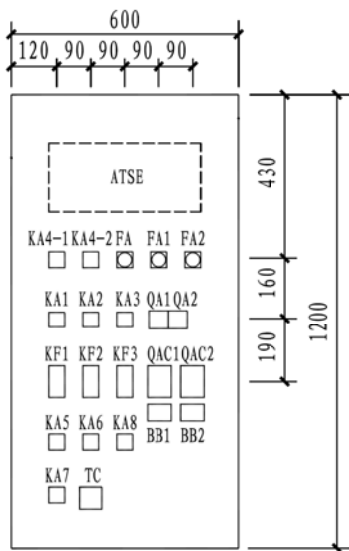 600
120 90 90 90 90
ATSE
430
KA4-1 KA4-2 FA FA1 FA2
160
KA1 KA2 KA3 QA1 QA2
190
1200
KF1 KF2 KF3 QAC1 QAC2
KA5 KA6 KA8 BB1 BB2
KA7 TC